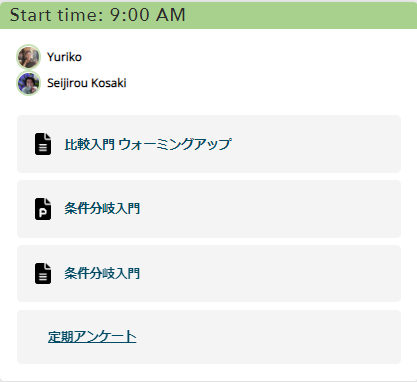 Start time: 9:00 AM
Yuriko
Seijirou Kosaki
比較入門 ウォーミングアップ
P 条件分岐入門
条件分岐入門
定期アンケート